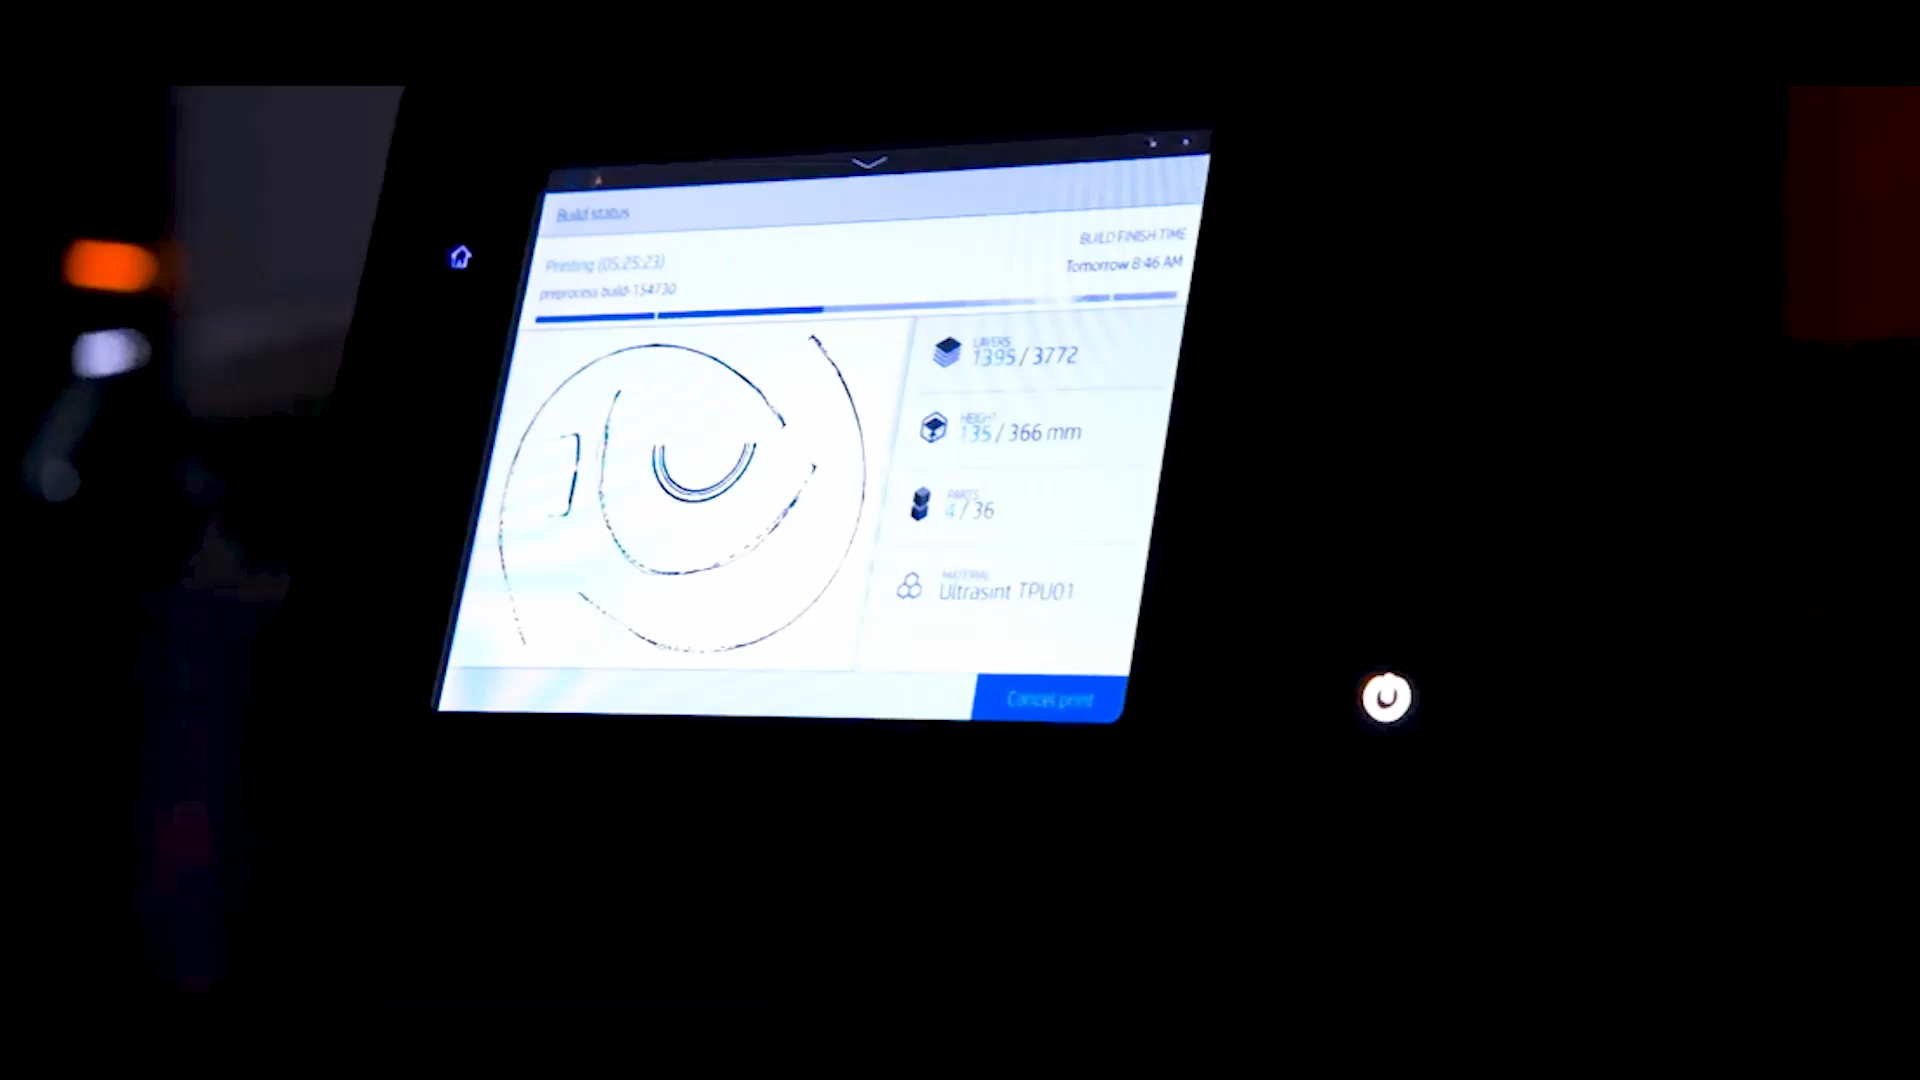 Build status
BUILD FINISH TIME
Printing (05:25:23)
Tomorrow 8:46 AM
preprocess build-154730
LAYERS
1395 / 3772
HEIGHT
135 / 366 mm
PARTS
4 / 36
MATERIAL
Ultrasint TPU01
Cancel print